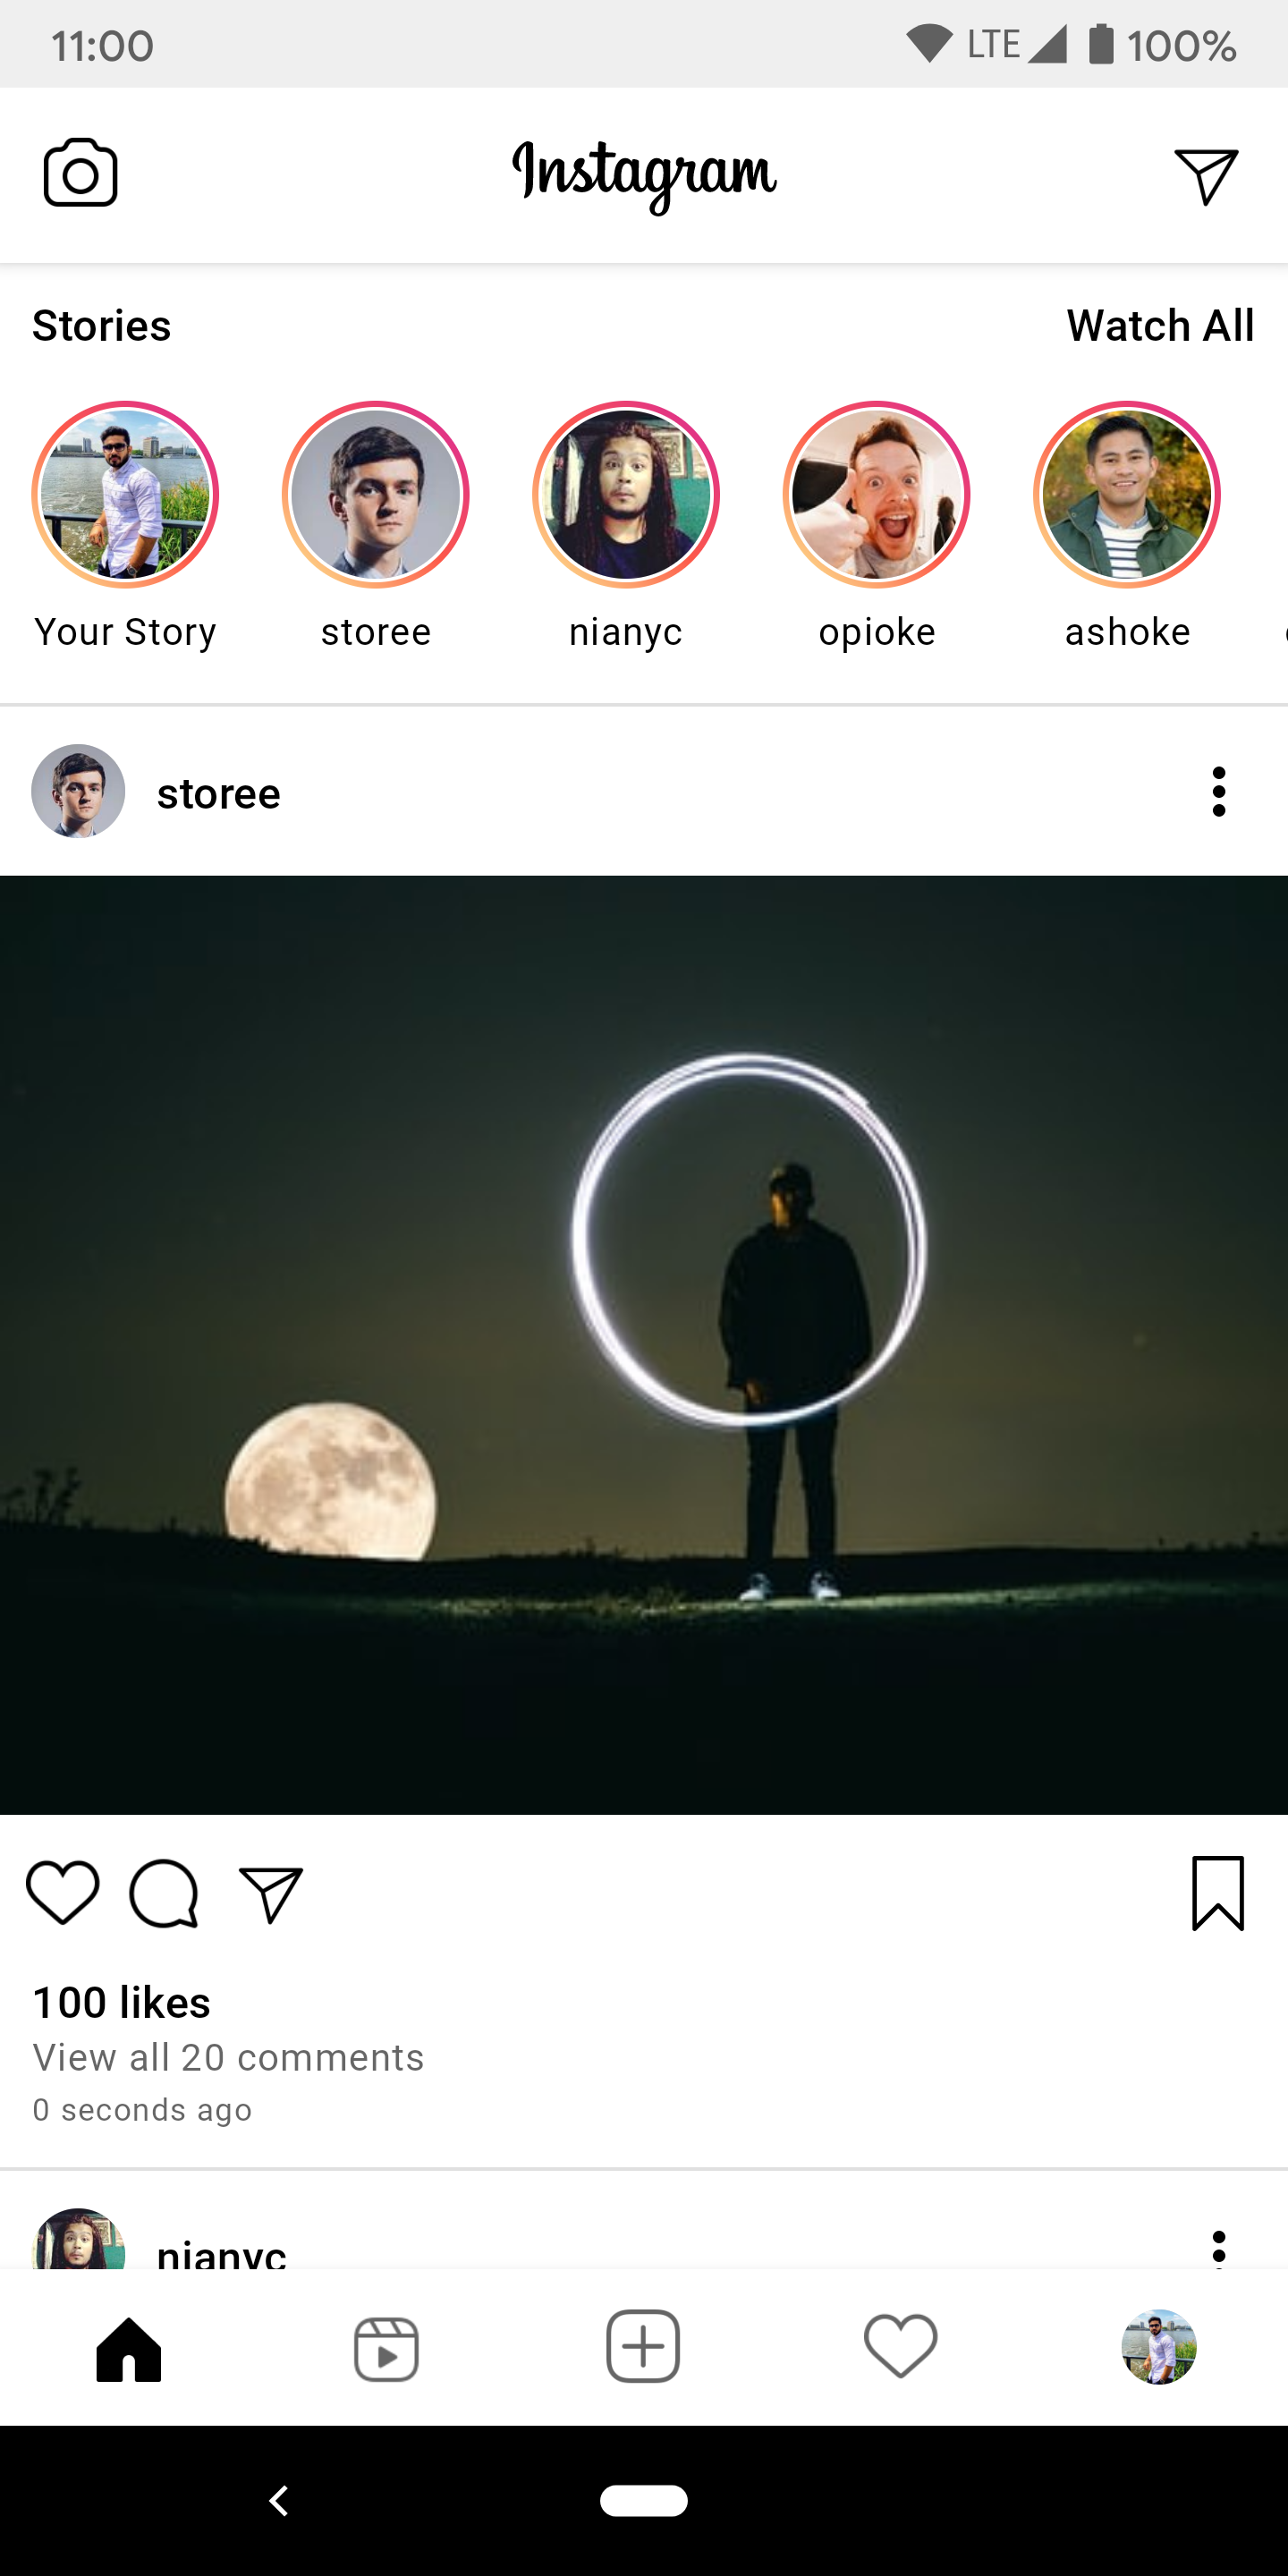 11:00 LTE 100%
Instagram
Stories Watch All
Your Story storee nianyc opioke ashoke
storee
100 likes
View all 20 comments
0 seconds ago
nianyc